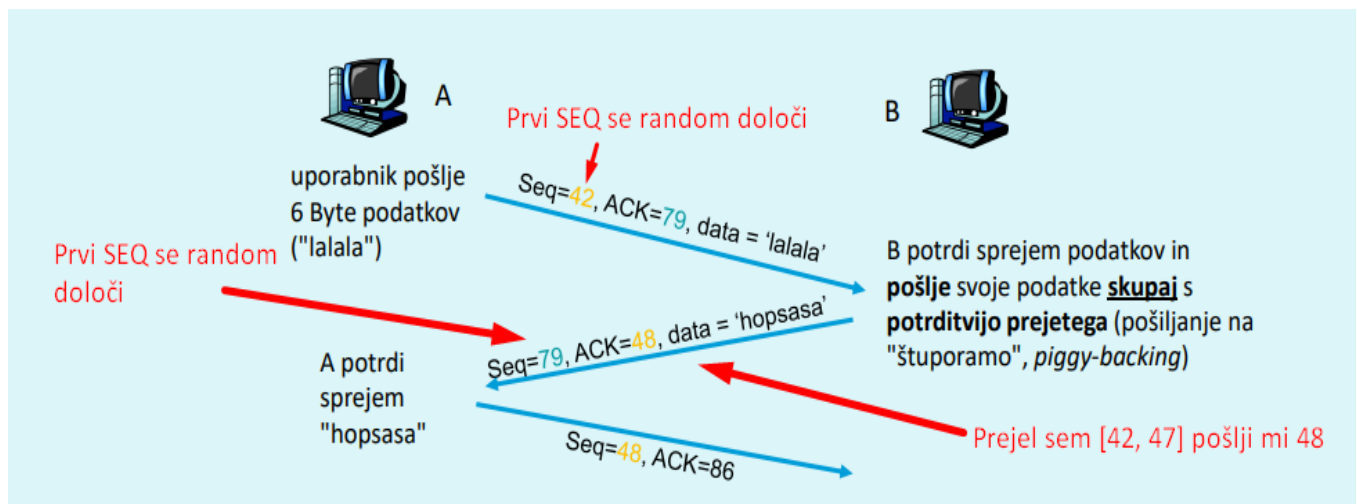 A
Prvi SEQ se random določi
B
uporabnik pošlje
6 Byte podatkov
("lalala")
Seq=42, ACK=79, data = ‘lalala’
Prvi SEQ se random
določi
B potrdi sprejem podatkov in
pošlje svoje podatke skupaj s
potrditvijo prejetega (pošiljanje na
"štuporamo", piggy-backing)
Seq=79, ACK=48, data = ‘hopsasa’
A potrdi
sprejem
"hopsasa"
Prejel sem [42, 47] pošlji mi 48
Seq=48, ACK=86